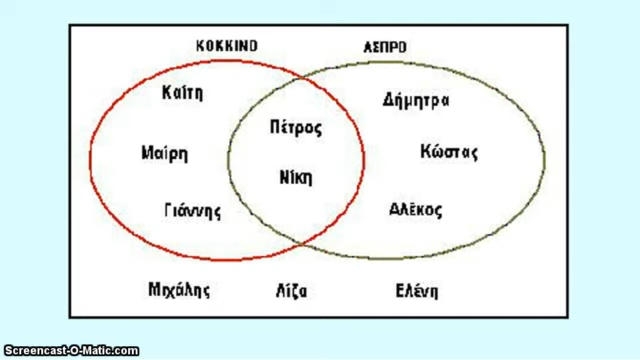 ΚΟΚΚΙΝΟ ΑΣΠΡΟ
Καίτη Δήμητρα
Πέτρος
Μαίρη Κώστας
Νίκη
Γιάννης Αλέκος
Μιχάλης Λίζα Ελένη
Screencast-O-Matic.com